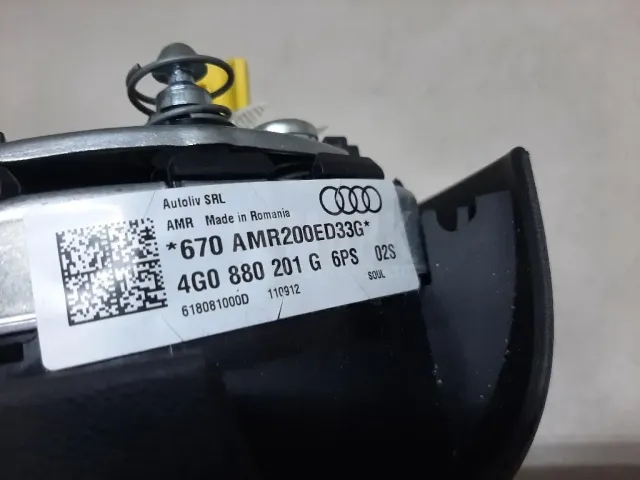 Autoliv SRL
AMR Made in Romania
*670 AMR200ED33G*
4G0 880 201 G 6PS 02S
618081000D 110912 SOUL